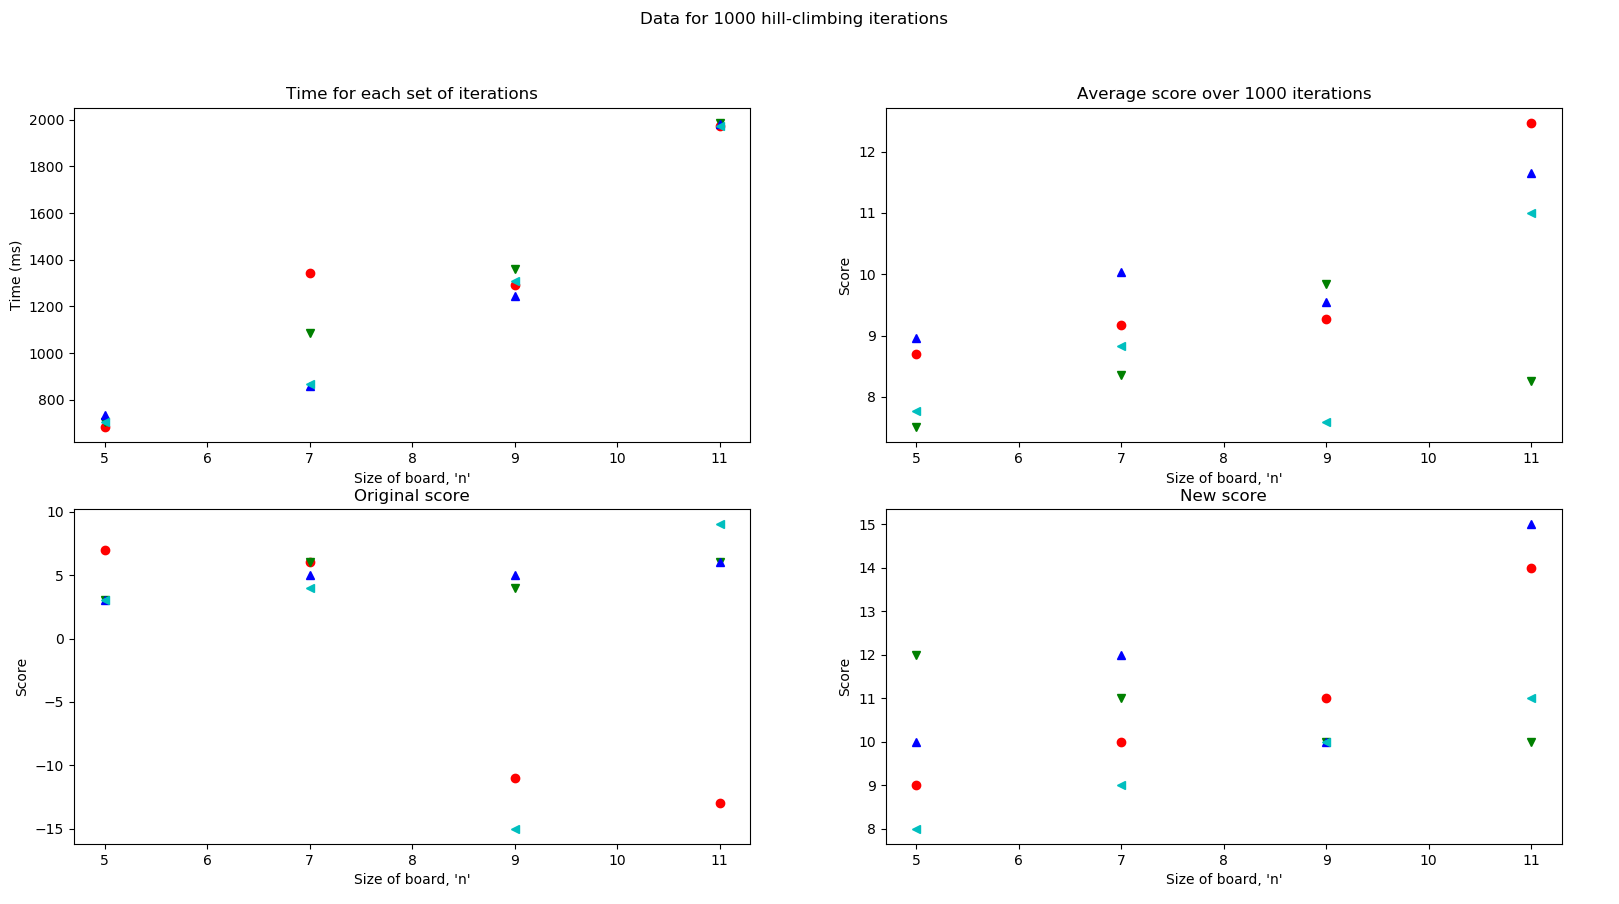 Data for 1000 hill-climbing iterations
Time for each set of iterations
2000
1800
1600
1400
1200
1000
800
Time (ms)
5 6 7 8 9 10 11
Size of board, 'n'
Average score over 1000 iterations
12
11
10
9
8
Score
5 6 7 8 9 10 11
Size of board, 'n'
Original score
10
5
0
−5
−10
−15
Score
5 6 7 8 9 10 11
Size of board, 'n'
New score
15
14
13
12
11
10
9
8
Score
5 6 7 8 9 10 11
Size of board, 'n'